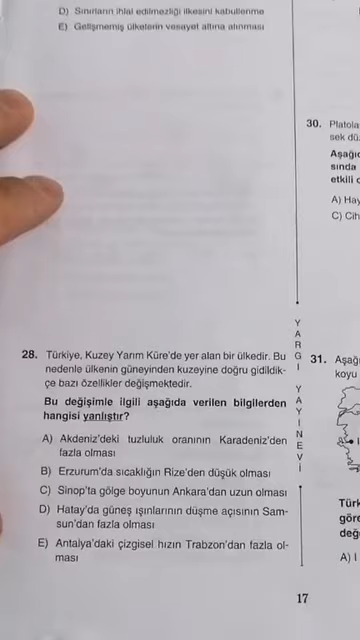 D) Sınırların ihlal edilmezliği ilkesini kabullenme
E) Gelişmemiş ülkelerin vesayet altına alınması
28. Türkiye, Kuzey Yarım Küre'de yer alan bir ülkedir. Bu
nedenle ülkenin güneyinden kuzeyine doğru gidildik-
çe bazı özellikler değişmektedir.
Bu değişimle ilgili aşağıda verilen bilgilerden
hangisi yanlıştır?
A) Akdeniz'deki tuzluluk oranının Karadeniz'den
fazla olması
B) Erzurum'da sıcaklığın Rize'den düşük olması
C) Sinop'ta gölge boyunun Ankara'dan uzun olması
D) Hatay'da güneş ışınlarının düşme açısının Sam-
sun'dan fazla olması
E) Antalya'daki çizgisel hızın Trabzon'dan fazla ol-
ması
YARGI YAYINEVİ
30. Platola
sek dü
Aşağıd
sında
etkili
A) Hay
C) Cih
31. Aşağı
koyu
Türk
göre
değ
A) I
17